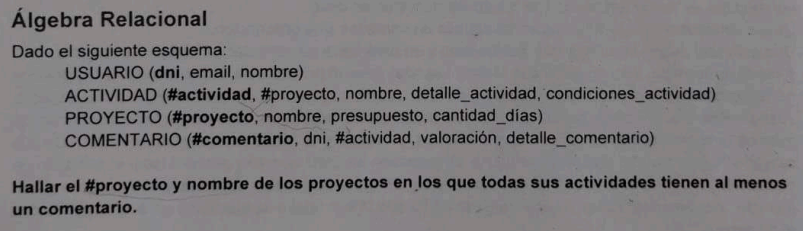 Álgebra Relacional
Dado el siguiente esquema:
USUARIO (dni, email, nombre)
ACTIVIDAD (#actividad, #proyecto, nombre, detalle_actividad, condiciones_actividad)
PROYECTO (#proyecto, nombre, presupuesto, cantidad_días)
COMENTARIO (#comentario, dni, #actividad, valoración, detalle_comentario)
Hallar el #proyecto y nombre de los proyectos en los que todas sus actividades tienen al menos
un comentario.